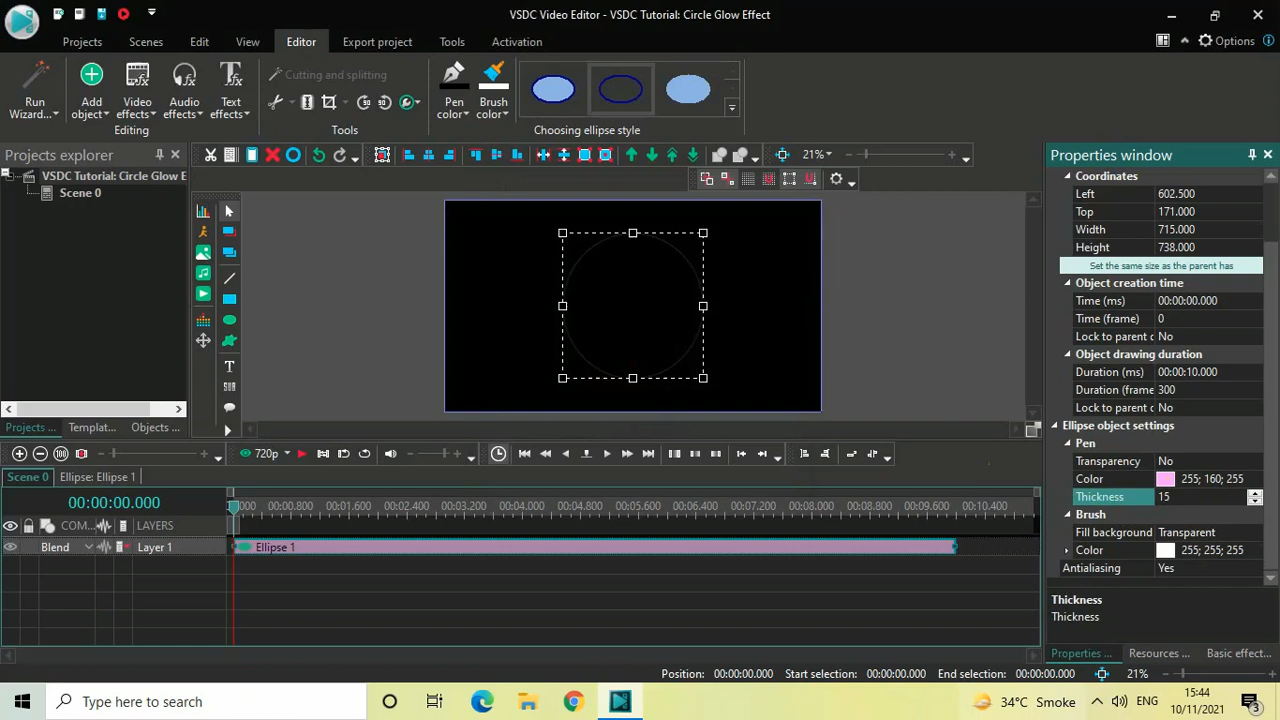 VSDC Video Editor - VSDC Tutorial: Circle Glow Effect
Projects Scenes Edit View Editor Export project Tools Activation Options
Run Wizard... Add object Video effects Audio effects Text effects
Cutting and splitting
Pen color Brush color
Editing Tools Choosing ellipse style
Projects explorer
21%
Properties window
VSDC Tutorial: Circle Glow E
Scene 0
Coordinates
Left 602.500
Top 171.000
Width 715.000
Height 738.000
Set the same size as the parent has
Object creation time
Time (ms) 00:00:00.000
Time (frame) 0
Lock to parent c No
Object drawing duration
Duration (ms) 00:00:10.000
Duration (frame 300
Lock to parent c No
Ellipse object settings
Pen
Transparency No
Color 255; 160; 255
Thickness 15
Brush
Fill background Transparent
Color 255; 255; 255
Antialiasing Yes
Thickness
Thickness
Properties ... Resources ... Basic effect...
Projects ... Templat... Objects ...
T
SUB
720p
Scene 0 Ellipse: Ellipse 1
00:00:00.000
000 00:00.800 00:01.600 00:02.400 00:03.200 00:04.000 00:04.800 00:05.600 00:06.400 00:07.200 00:08.000 00:08.800 00:09.600 00:10.400
COM... LAYERS
Blend Layer 1 Ellipse 1
Position: 00:00:00.000 Start selection: 00:00:00.000 End selection: 00:00:00.000 21%
Type here to search
34°C Smoke ENG 15:44
10/11/2021
3